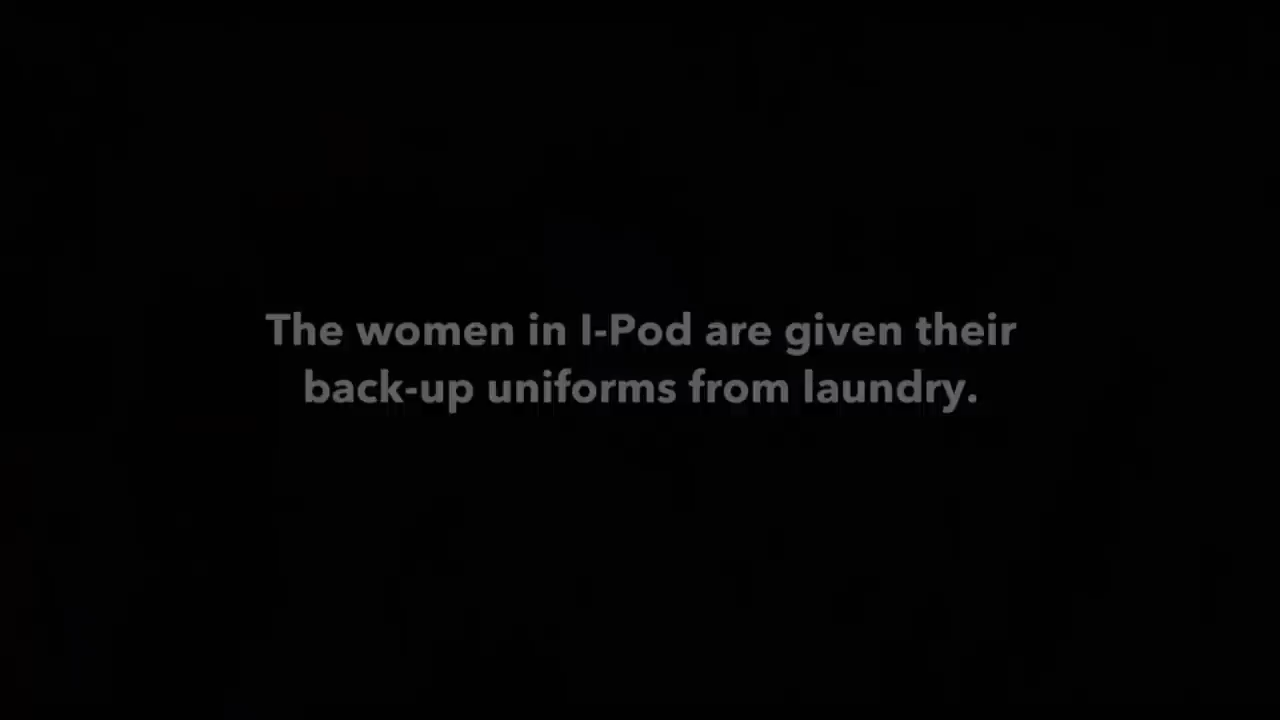 The women in I-Pod are given their
back-up uniforms from laundry.